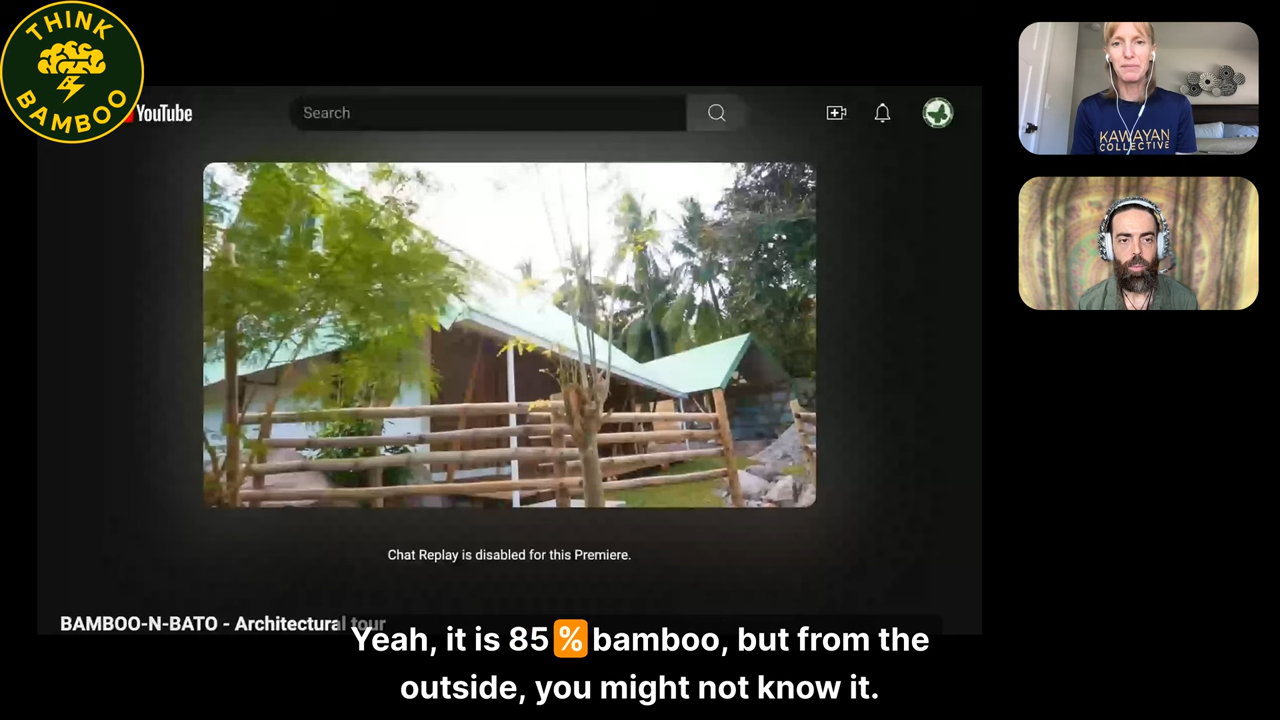 THINK
BAMBOO
YouTube
Search
KAWAYAN
COLLECTIVE
Chat Replay is disabled for this Premiere.
BAMBOO-N-BATO - Architectural tour
Yeah, it is 85 % bamboo, but from the
outside, you might not know it.